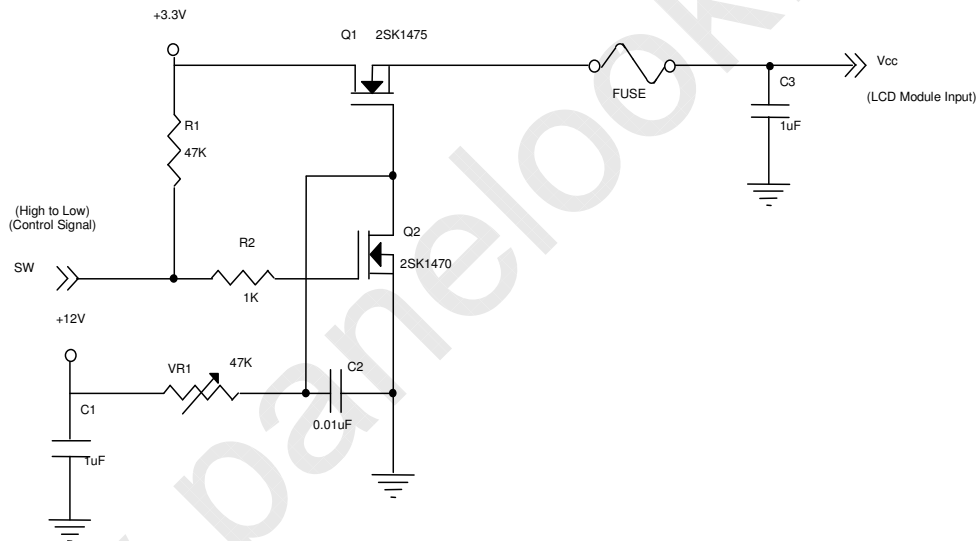 +3.3V
Q1 2SK1475
Vcc
C3
FUSE
(LCD Module Input)
R1
1uF
47K
(High to Low)
(Control Signal)
Q2
R2
SW
2SK1470
1K
+12V
VR1
47K
C2
C1
0.01uF
1uF
panelook